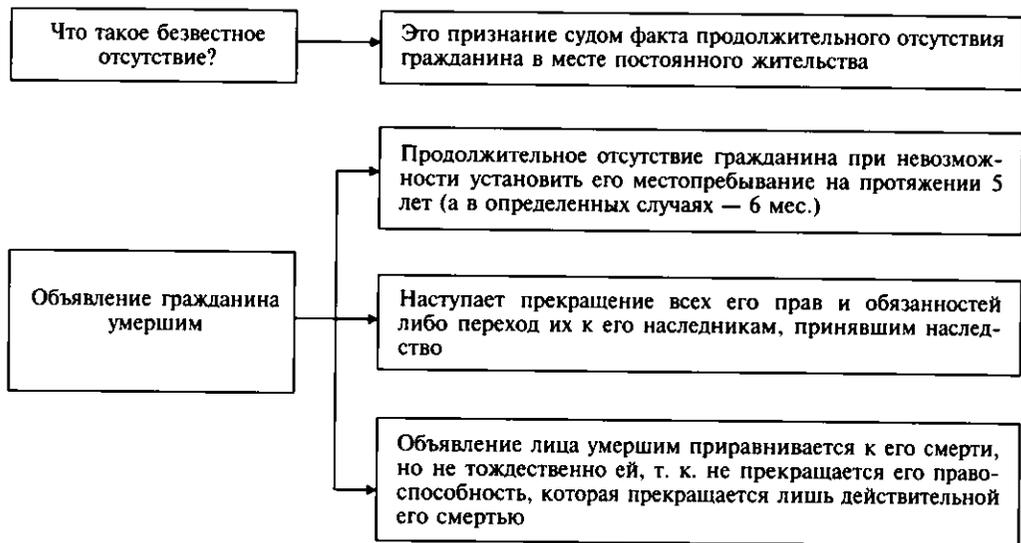 Что такое безвестное
отсутствие?
Это признание судом факта продолжительного отсутствия
гражданина в месте постоянного жительства
Объявление гражданина
умершим
Продолжительное отсутствие гражданина при невозмож-
ности установить его местопребывание на протяжении 5
лет (а в определенных случаях — 6 мес.)
Наступает прекращение всех его прав и обязанностей
либо переход их к его наследникам, принявшим наслед-
ство
Объявление лица умершим приравнивается к его смерти,
но не тождественно ей, т. к. не прекращается его право-
способность, которая прекращается лишь действительной
его смертью